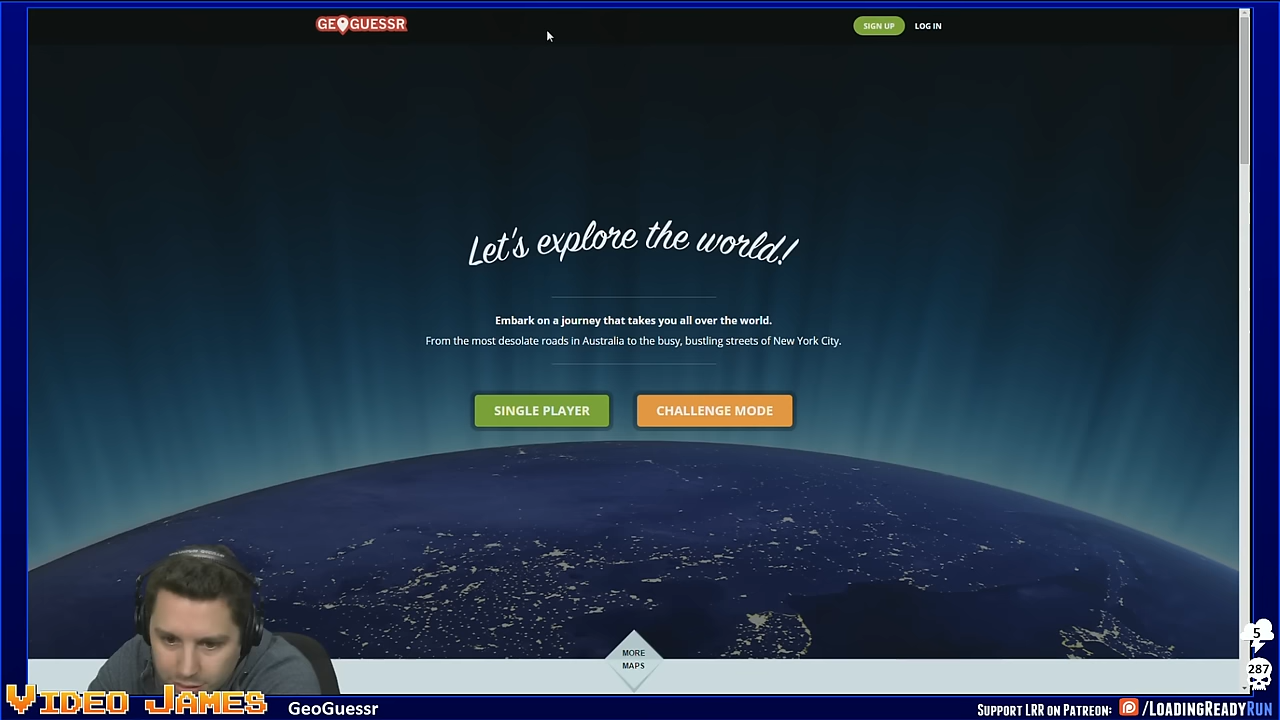 GEOGUESSR
SIGN UP
LOG IN
Let's explore the world!
Embark on a journey that takes you all over the world.
From the most desolate roads in Australia to the busy, bustling streets of New York City.
SINGLE PLAYER
CHALLENGE MODE
MORE
MAPS
5
287
VIDEO JAMES
GeoGuessr
SUPPORT LRR ON PATREON:
/LOADINGREADYRUN